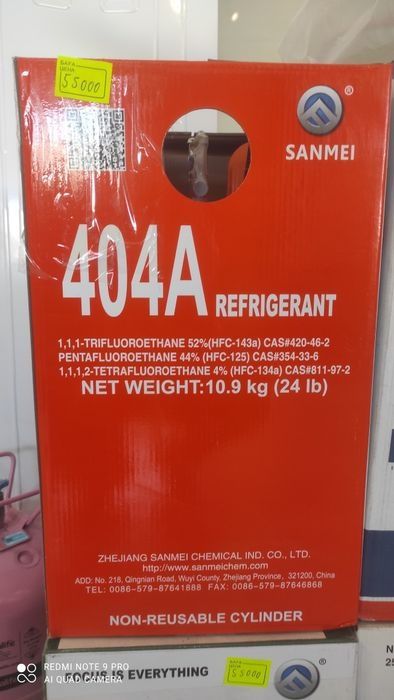 БАҒА
ЦЕНА
55000
®
SANMEI
404A REFRIGERANT
1,1,1-TRIFLUOROETHANE 52%(HFC-143a) CAS#420-46-2
PENTAFLUOROETHANE 44% (HFC-125) CAS#354-33-6
1,1,1,2-TETRAFLUOROETHANE 4% (HFC-134a) CAS#811-97-2
NET WEIGHT:10.9 kg (24 lb)
ZHEJIANG SANMEI CHEMICAL IND. CO., LTD.
http://www.sanmeichem.com
ADD: No. 218, Qingnian Road, Wuyi County, Zhejiang Province, 321200, China
TEL: 0086-579-87641888 FAX: 0086-579-87646868
NON-REUSABLE CYLINDER
IS EVERYTHING
55000
®
REDMI NOTE 9 PRO
AI QUAD CAMERA